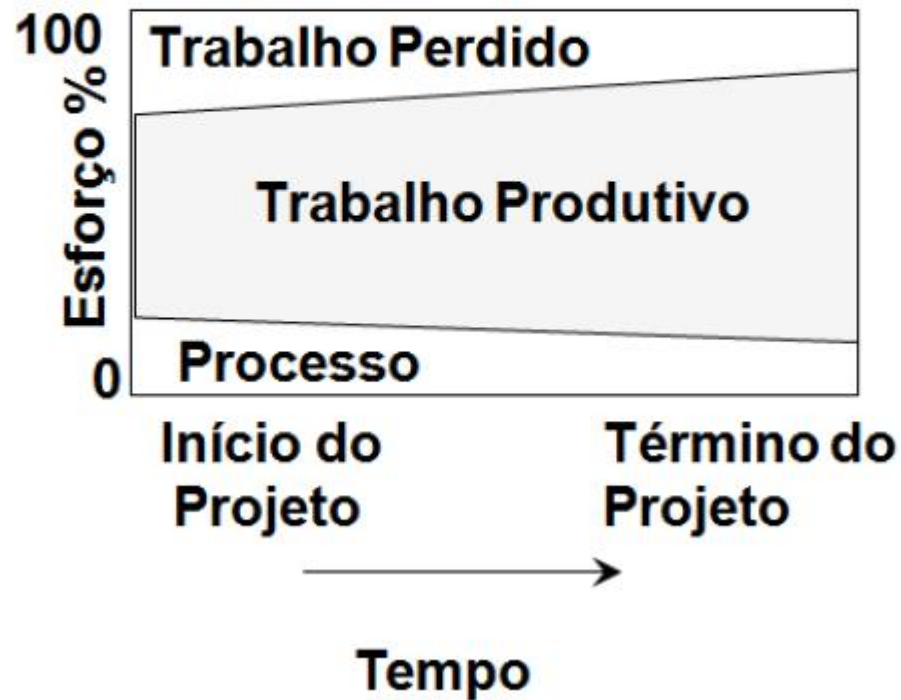 100
Trabalho Perdido
Esforço %
Trabalho Produtivo
Processo
0
Início do
Projeto
Término do
Projeto
Tempo